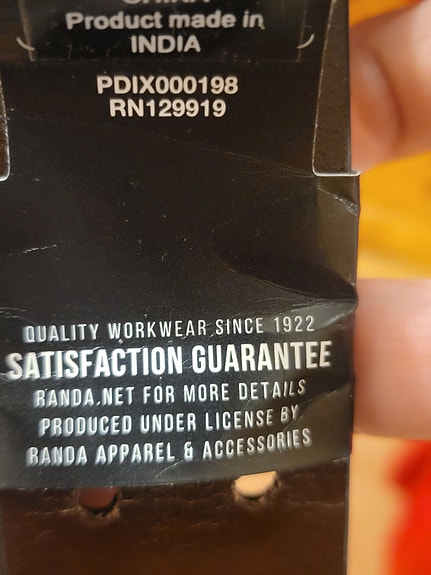 Product made in
INDIA
PDIX000198
RN129919
QUALITY WORKWEAR SINCE 1922
SATISFACTION GUARANTEE
RANDA.NET FOR MORE DETAILS
PRODUCED UNDER LICENSE BY
RANDA APPAREL & ACCESSORIES